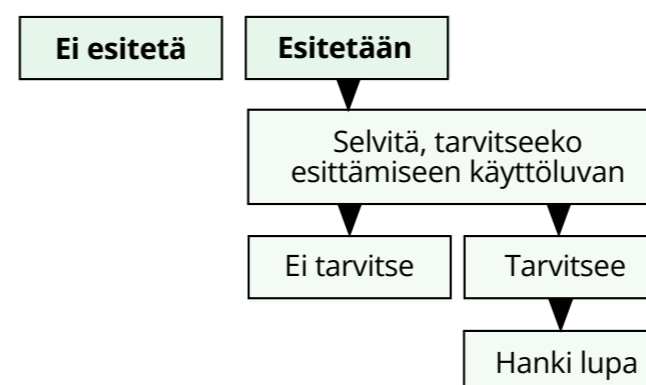 Ei esitetä
Esitetään
Selvitä, tarvitseeko
esittämiseen käyttöluvan
Ei tarvitse
Tarvitsee
Hanki lupa